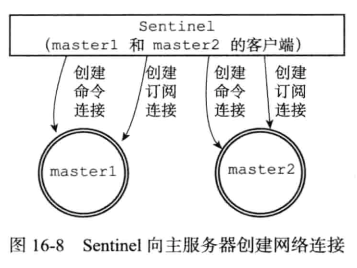 Sentinel
(master1 和 master2 的客户端)
创建 创建 创建 创建
命令 订阅 命令 订阅
连接 连接 连接 连接
master1 master2
图 16-8 Sentinel 向主服务器创建网络连接